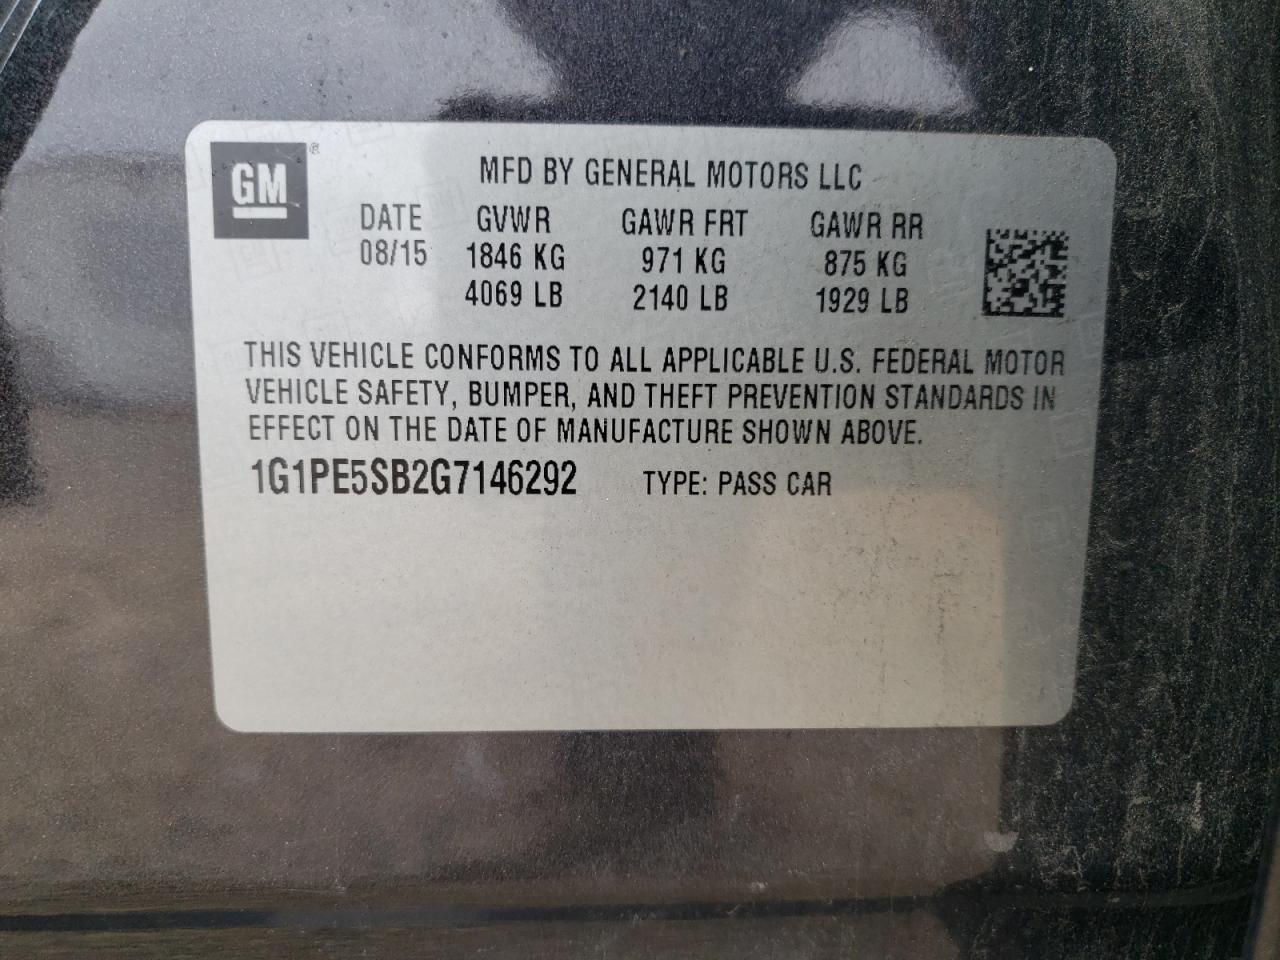 GM ®
MFD BY GENERAL MOTORS LLC
DATE GVWR GAWR FRT GAWR RR
08/15 1846 KG 971 KG 875 KG
4069 LB 2140 LB 1929 LB
THIS VEHICLE CONFORMS TO ALL APPLICABLE U.S. FEDERAL MOTOR
VEHICLE SAFETY, BUMPER, AND THEFT PREVENTION STANDARDS IN
EFFECT ON THE DATE OF MANUFACTURE SHOWN ABOVE.
1G1PE5SB2G7146292 TYPE: PASS CAR